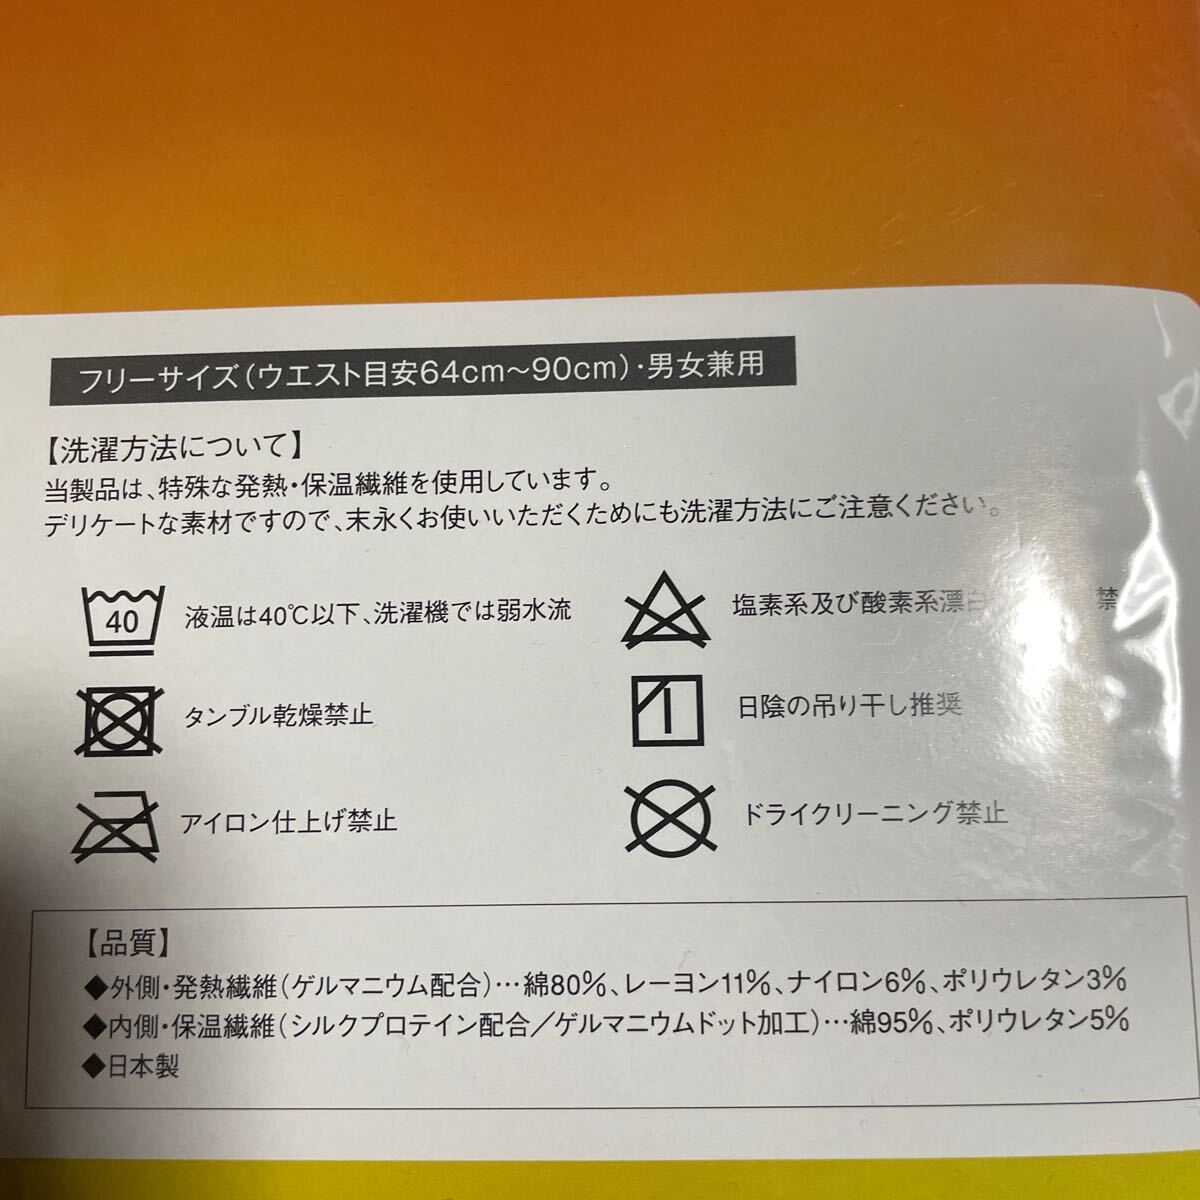 フリーサイズ(ウエスト目安64cm〜90cm)・男女兼用
【洗濯方法について】
当製品は、特殊な発熱・保温繊維を使用しています。
デリケートな素材ですので、末永くお使いいただくためにも洗濯方法にご注意ください。
40
液温は40℃以下、洗濯機では弱水流
塩素系及び酸素系漂白 禁
タンブル乾燥禁止
日陰の吊り干し推奨
アイロン仕上げ禁止
ドライクリーニング禁止
【品質】
◆外側・発熱繊維(ゲルマニウム配合)…綿80%、レーヨン11%、ナイロン6%、ポリウレタン3%
◆内側・保温繊維(シルクプロテイン配合/ゲルマニウムドット加工)…綿95%、ポリウレタン5%
◆日本製